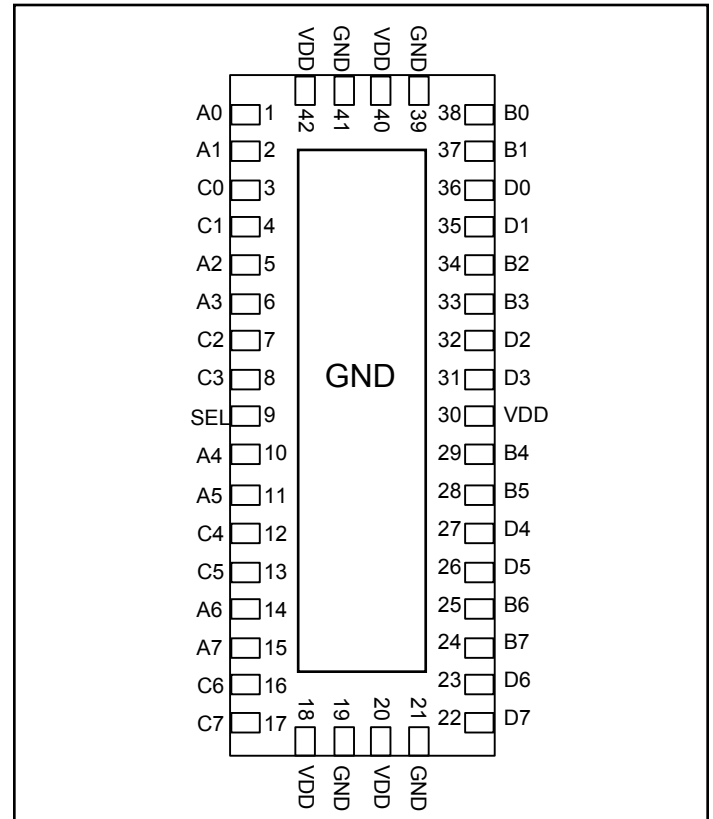 VDD GND VDD GND
42 41 40 39
A0 1 38 B0
A1 2 37 B1
C0 3 36 D0
C1 4 35 D1
A2 5 34 B2
A3 6 33 B3
C2 7 32 D2
C3 8 31 D3
GND
SEL 9 30 VDD
A4 10 29 B4
A5 11 28 B5
C4 12 27 D4
C5 13 26 D5
A6 14 25 B6
A7 15 24 B7
C6 16 23 D6
C7 17 22 D7
18 19 20 21
VDD GND VDD GND